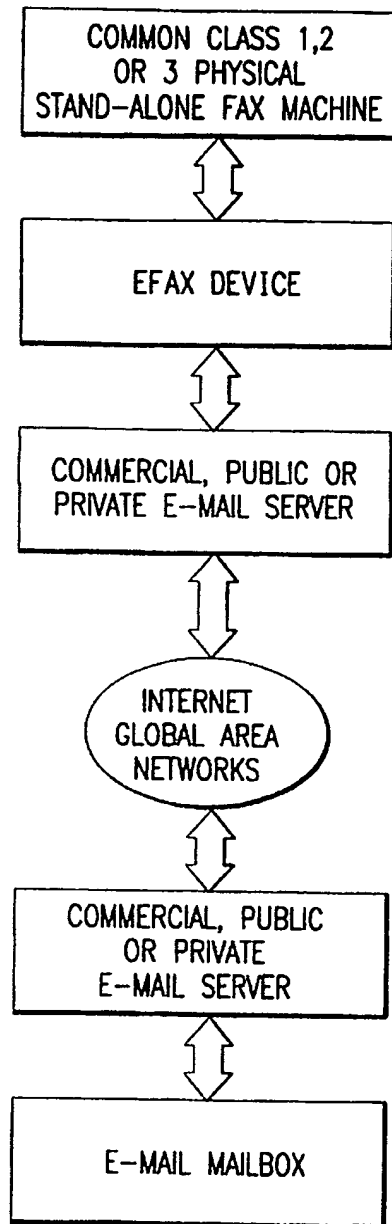 COMMON CLASS 1,2
OR 3 PHYSICAL
STAND-ALONE FAX MACHINE
EFAX DEVICE
COMMERCIAL, PUBLIC OR
PRIVATE E-MAIL SERVER
INTERNET
GLOBAL AREA
NETWORKS
COMMERCIAL, PUBLIC
OR PRIVATE
E-MAIL SERVER
E-MAIL MAILBOX